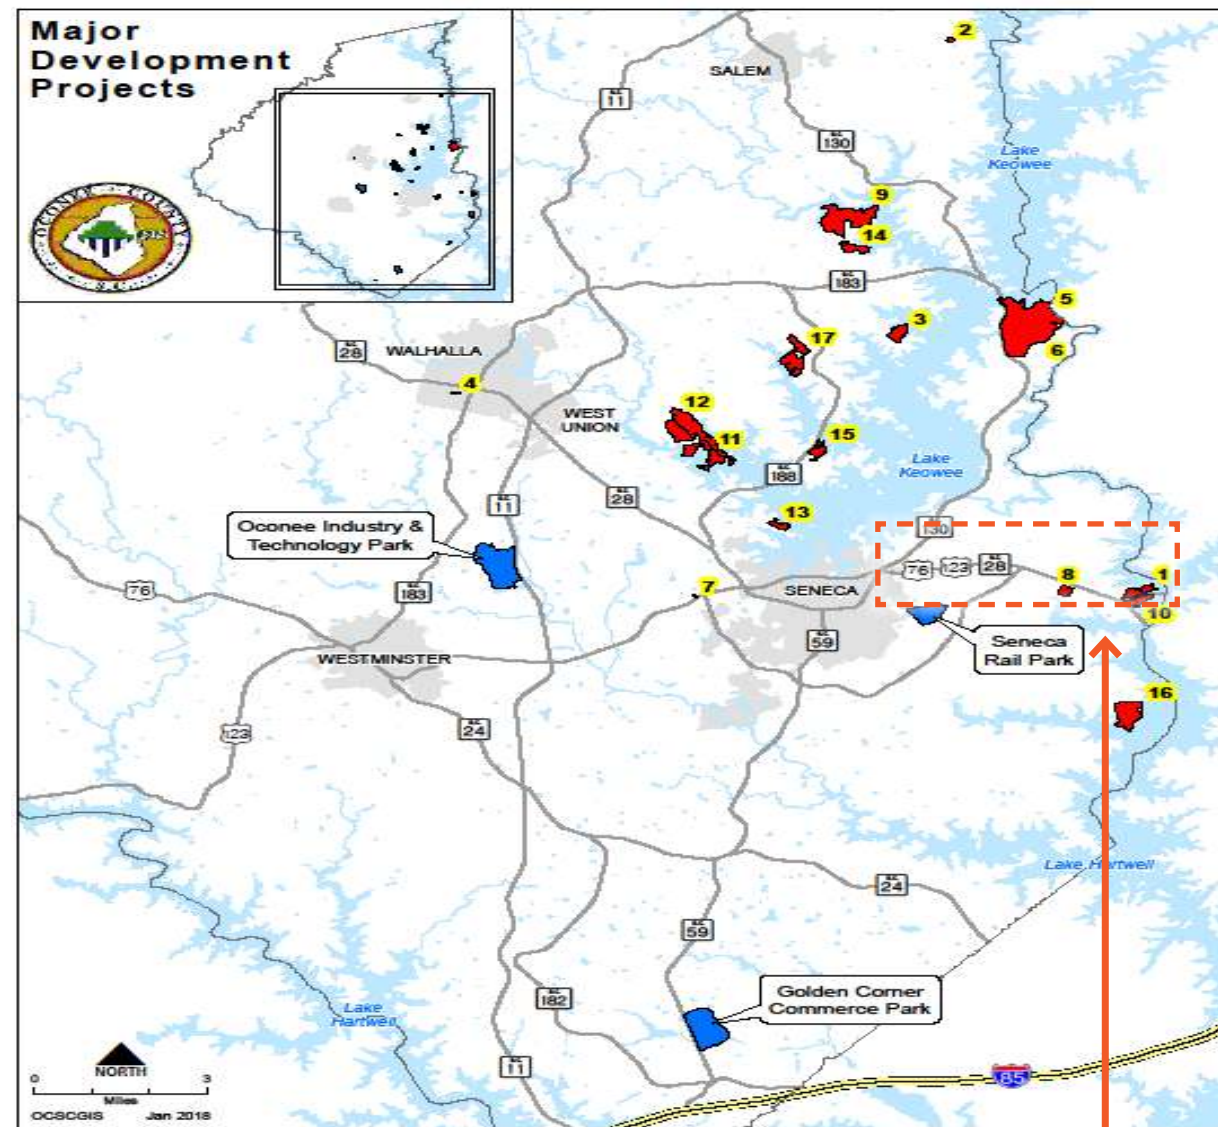 Major
Development
Projects
OCONEE COUNTY
S.C.
2
SALEM
S.C.
11
S.C.
130
Lake
Keowee
9
14
S.C.
183
5
3
6
17
28
WALHALLA
4
12
WEST
UNION
11
15
Lake
Keowee
S.C.
188
S.C.
28
S.C.
11
13
130
Oconee Industry &
Technology Park
76
123
S.C.
28
8
1
7
SENECA
10
76
S.C.
183
S.C.
59
Seneca
Rail Park
WESTMINSTER
16
123
S.C.
24
Lake Hartwell
S.C.
24
S.C.
59
Golden Corner
Commerce Park
S.C.
182
Lake
Hartwell
NORTH
S.C.
11
85
0 3
Miles
OCSCGIS Jan 2018